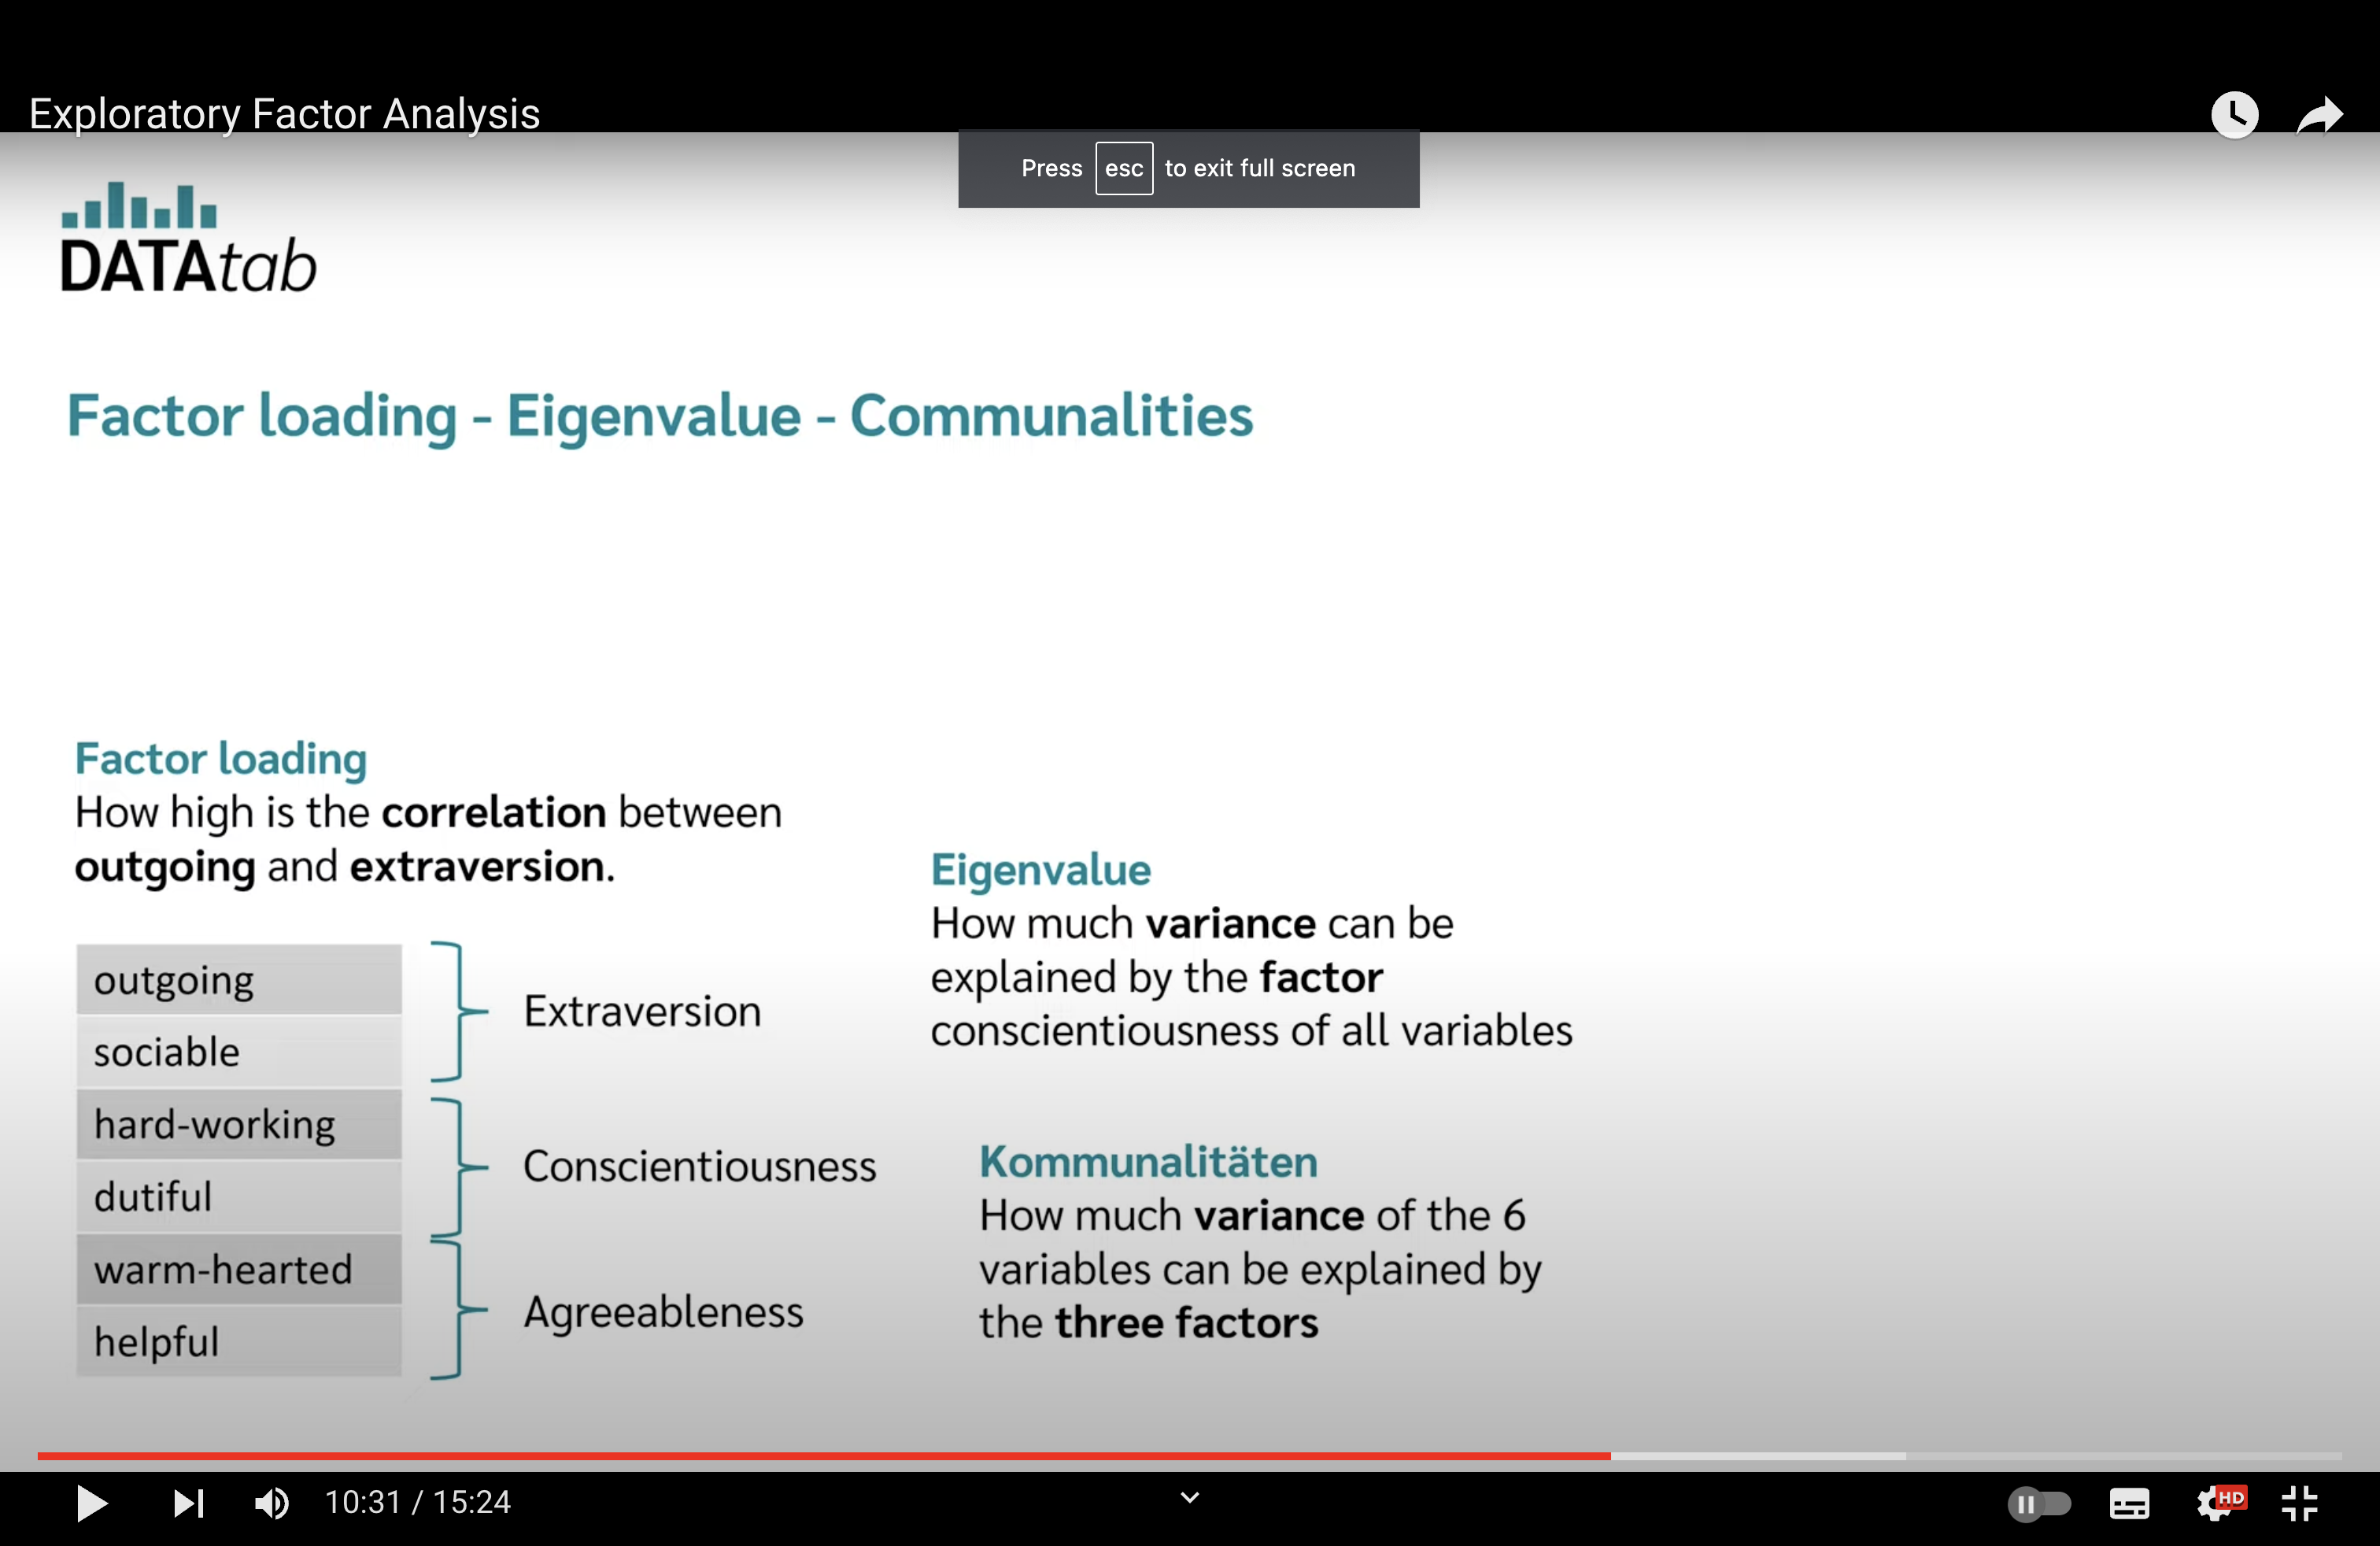 Exploratory Factor Analysis
Press esc to exit full screen
DATAtab
Factor loading - Eigenvalue - Communalities
Factor loading
How high is the correlation between
outgoing and extraversion.
outgoing
sociable
hard-working
dutiful
warm-hearted
helpful
Extraversion
Conscientiousness
Agreeableness
Eigenvalue
How much variance can be
explained by the factor
conscientiousness of all variables
Kommunalitäten
How much variance of the 6
variables can be explained by
the three factors
10:31 / 15:24
HD